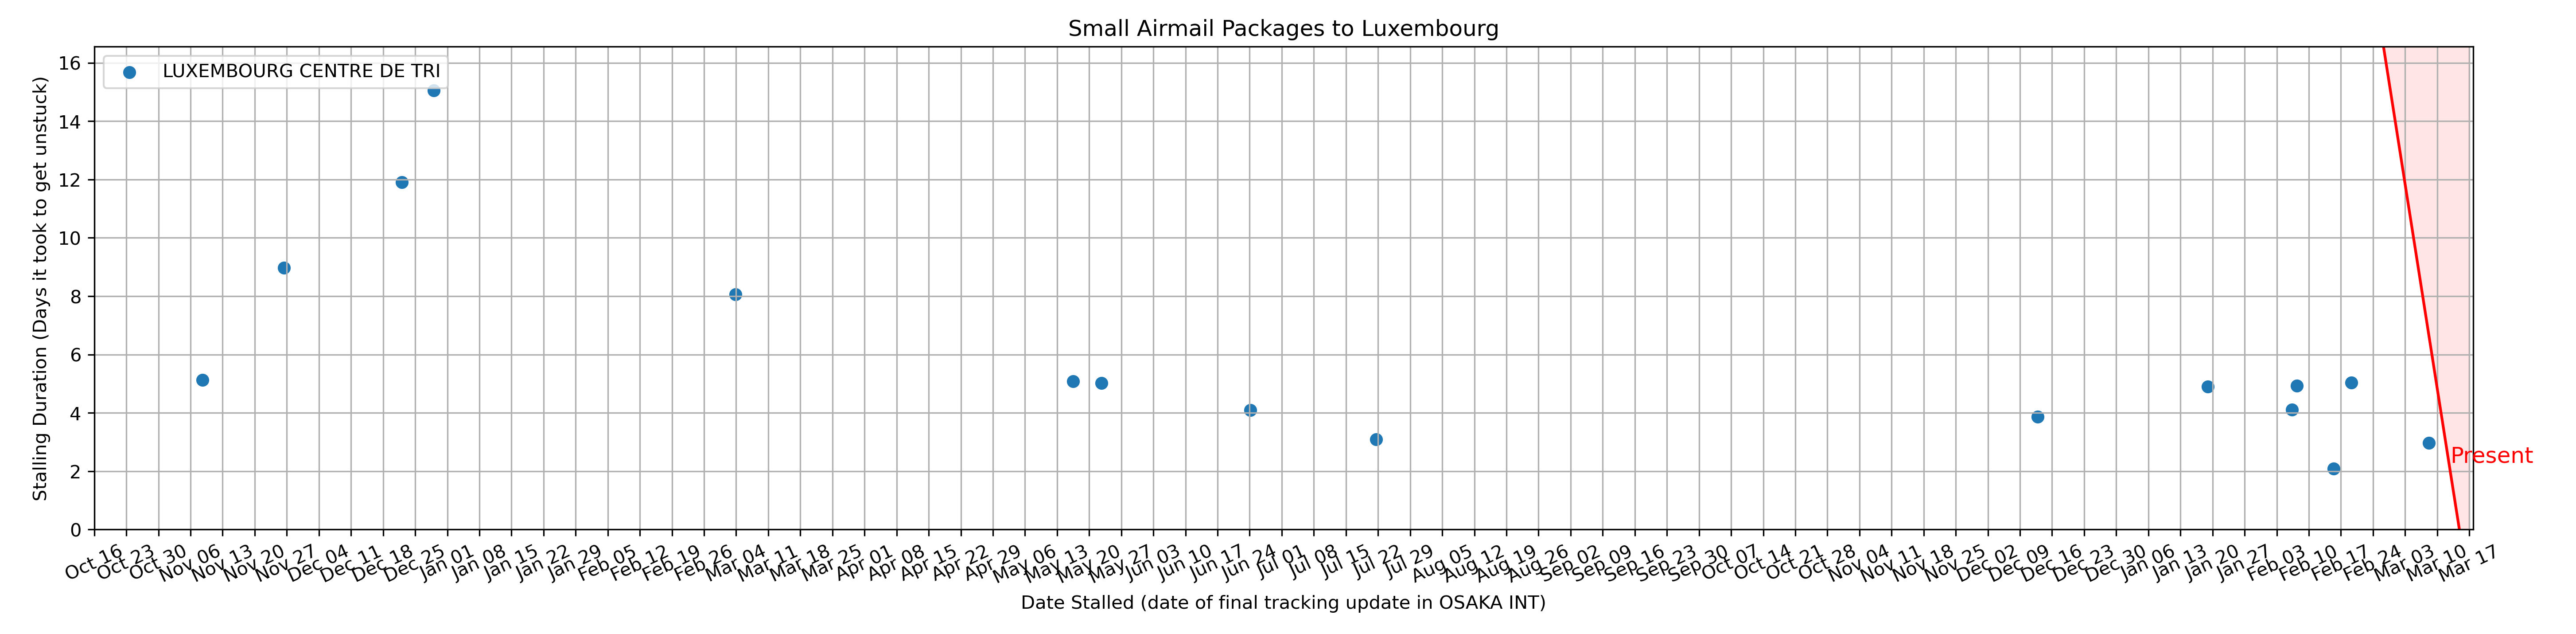 Small Airmail Packages to Luxembourg
LUXEMBOURG CENTRE DE TRI
Stalling Duration (Days it took to get unstuck)
16
14
12
10
8
6
4
2
0
Present
Oct 16
Oct 23
Oct 30
Nov 06
Nov 13
Nov 20
Nov 27
Dec 04
Dec 11
Dec 18
Dec 25
Jan 01
Jan 08
Jan 15
Jan 22
Jan 29
Feb 05
Feb 12
Feb 19
Feb 26
Mar 04
Mar 11
Mar 18
Mar 25
Apr 01
Apr 08
Apr 15
Apr 22
Apr 29
May 06
May 13
May 20
May 27
Jun 03
Jun 10
Jun 17
Jun 24
Jul 01
Jul 08
Jul 15
Jul 22
Jul 29
Aug 05
Aug 12
Aug 19
Aug 26
Sep 02
Sep 09
Sep 16
Sep 23
Sep 30
Oct 07
Oct 14
Oct 21
Oct 28
Nov 04
Nov 11
Nov 18
Nov 25
Dec 02
Dec 09
Dec 16
Dec 23
Dec 30
Jan 06
Jan 13
Jan 20
Jan 27
Feb 03
Feb 10
Feb 17
Feb 24
Mar 03
Mar 10
Mar 17
Date Stalled (date of final tracking update in OSAKA INT)